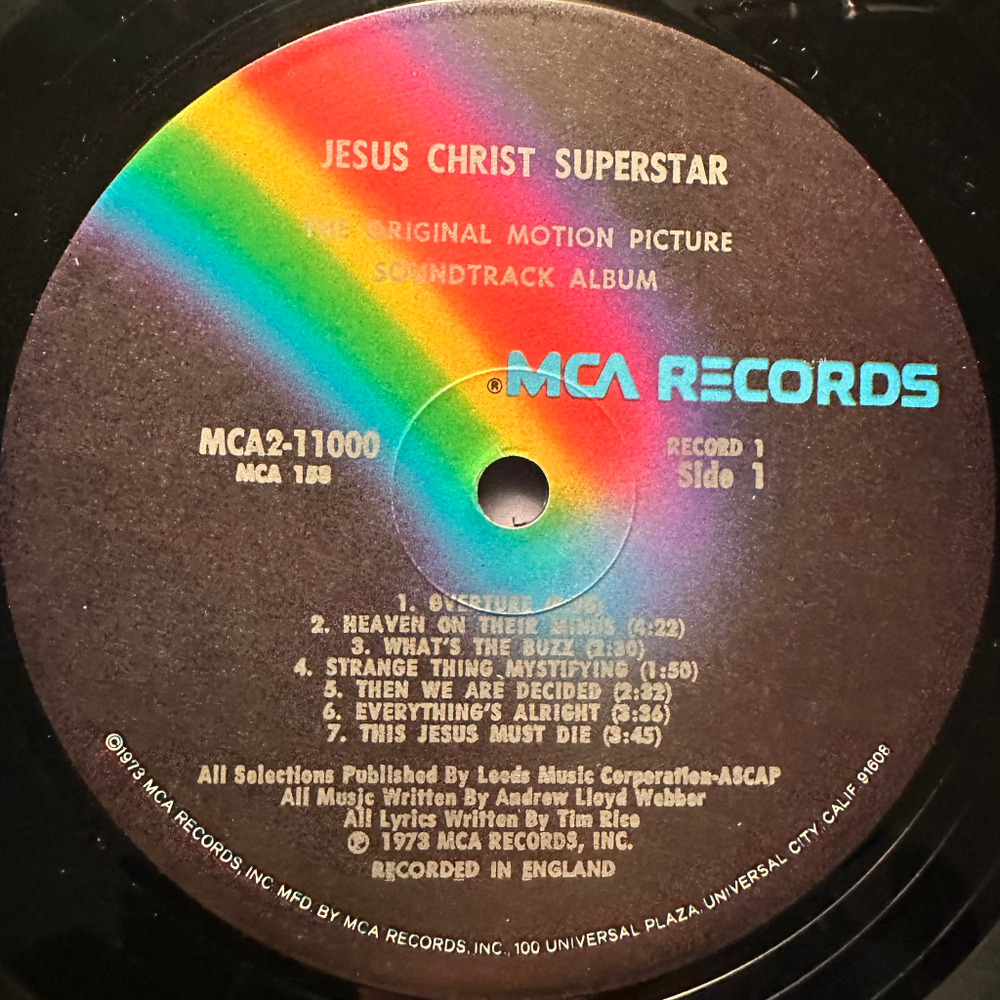 JESUS CHRIST SUPERSTAR
THE ORIGINAL MOTION PICTURE
SOUNDTRACK ALBUM
®MCA RECORDS
MCA2-11000
MCA 159
RECORD 1
Side 1
1. OVERTURE
2. HEAVEN ON THEIR MINDS (4:22)
3. WHAT'S THE BUZZ (2:30)
4. STRANGE THING MYSTIFYING (1:50)
5. THEN WE ARE DECIDED (2:32)
6. EVERYTHING'S ALRIGHT (3:36)
7. THIS JESUS MUST DIE (3:45)
All Selections Published By Leeds Music Corporation-ASCAP
All Music Written By Andrew Lloyd Webber
All Lyrics Written By Tim Rice
℗ 1973 MCA RECORDS, INC.
RECORDED IN ENGLAND
©1973 MCA RECORDS, INC. MFD. BY MCA RECORDS, INC., 100 UNIVERSAL PLAZA, UNIVERSAL CITY, CALIF 91608